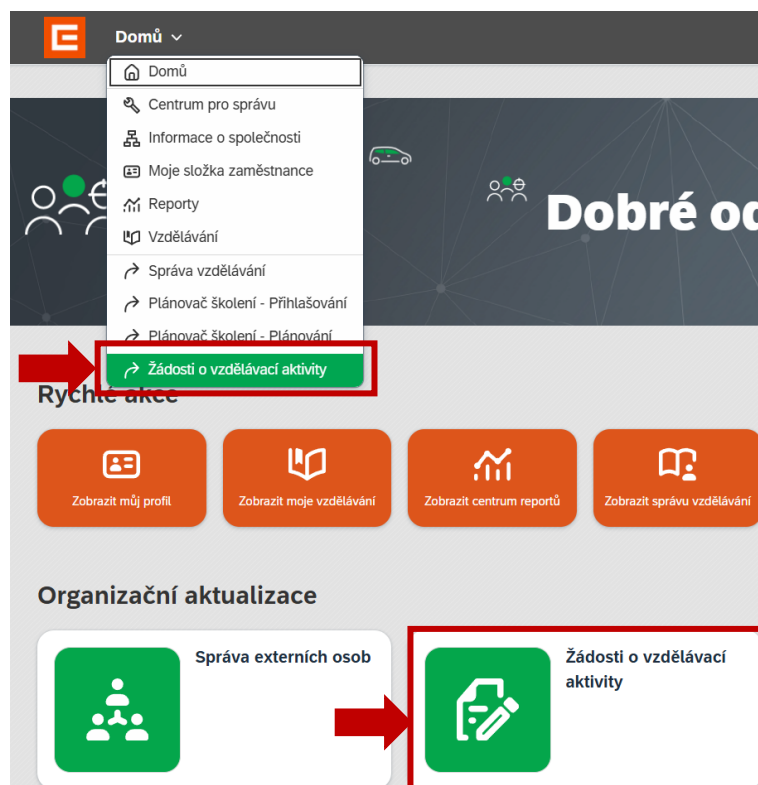 Domů
Domů
Centrum pro správu
Informace o společnosti
Moje složka zaměstnance
Reporty
Vzdělávání
Správa vzdělávání
Plánovač školení - Přihlašování
Plánovač školení - Plánování
Žádosti o vzdělávací aktivity
Dobré od
Rychlé akce
Zobrazit můj profil
Zobrazit moje vzdělávání
Zobrazit centrum reportů
Zobrazit správu vzdělávání
Organizační aktualizace
Správa externích osob
Žádosti o vzdělávací
aktivity